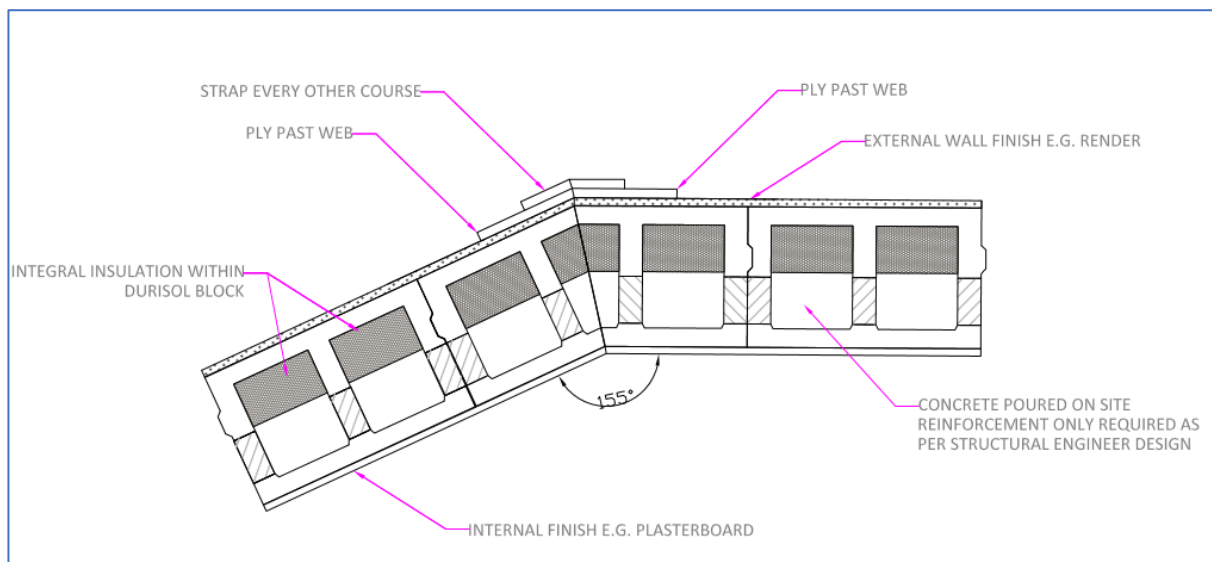 STRAP EVERY OTHER COURSE
PLY PAST WEB
PLY PAST WEB
EXTERNAL WALL FINISH E.G. RENDER
INTEGRAL INSULATION WITHIN
DURISOL BLOCK
155°
CONCRETE POURED ON SITE
REINFORCEMENT ONLY REQUIRED AS
PER STRUCTURAL ENGINEER DESIGN
INTERNAL FINISH E.G. PLASTERBOARD